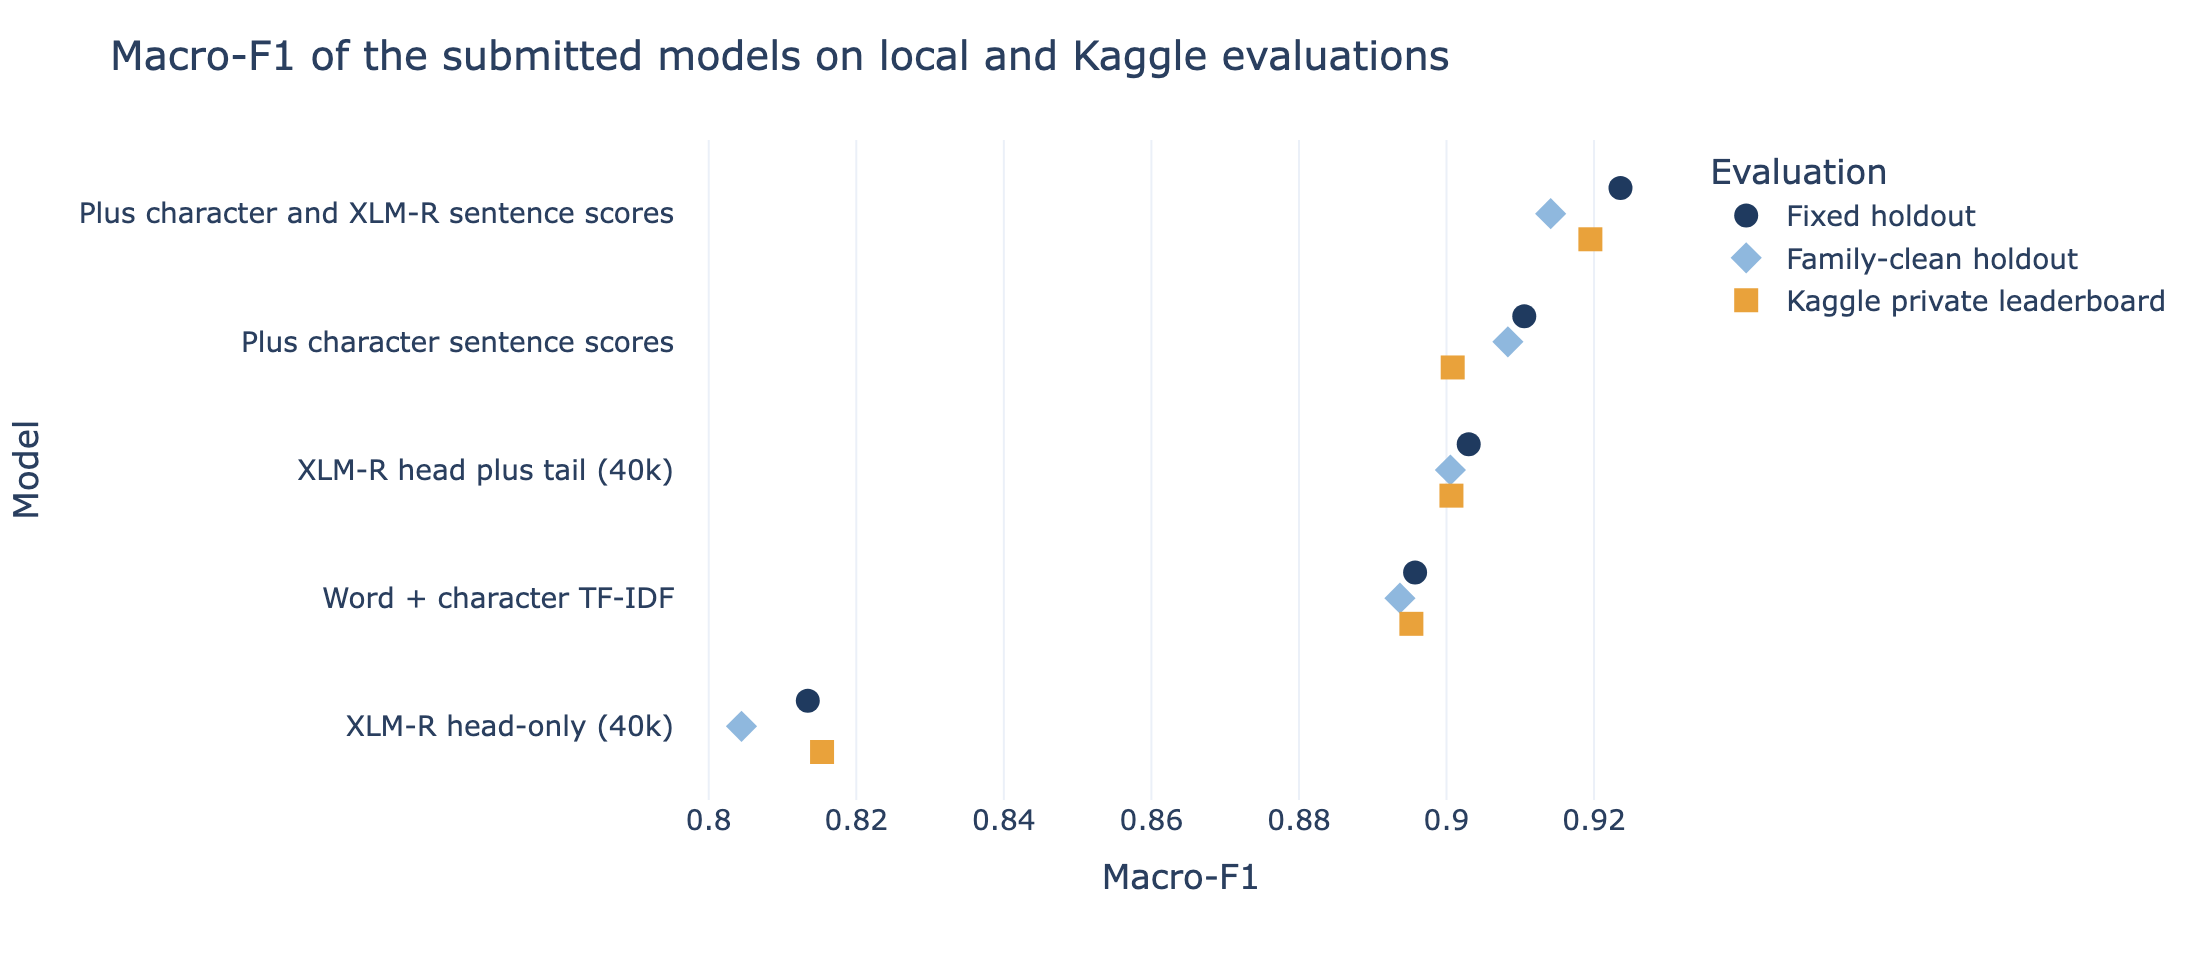 Macro-F1 of the submitted models on local and Kaggle evaluations
Evaluation
Fixed holdout
Family-clean holdout
Kaggle private leaderboard
Model
Plus character and XLM-R sentence scores
Plus character sentence scores
XLM-R head plus tail (40k)
Word + character TF-IDF
XLM-R head-only (40k)
0.8 0.82 0.84 0.86 0.88 0.9 0.92
Macro-F1